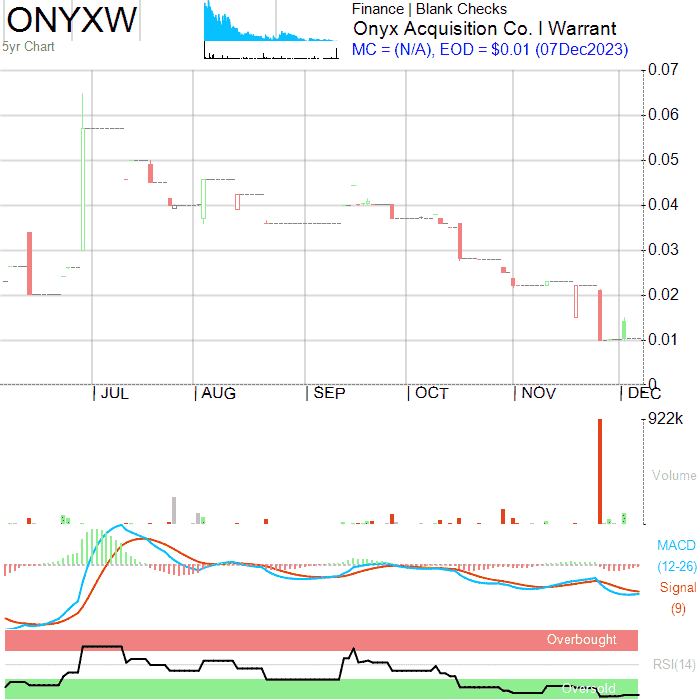 ONYXW
5yr Chart
Finance | Blank Checks
Onyx Acquisition Co. I Warrant
MC = (N/A), EOD = $0.01 (07Dec2023)
0.07
0.06
0.05
0.04
0.03
0.02
0.01
0
JUL AUG SEP OCT NOV DEC
922k
Volume
MACD
(12-26)
Signal
(9)
Overbought
RSI(14)
Oversold